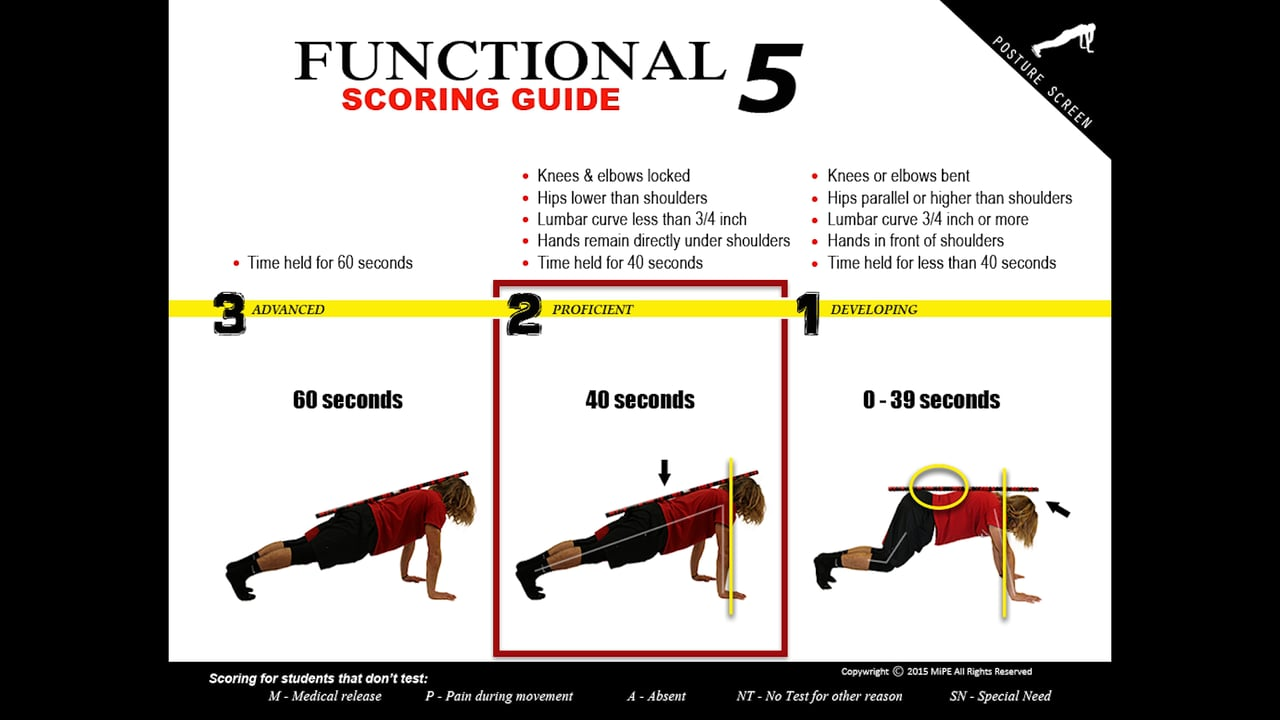 FUNCTIONAL 5
SCORING GUIDE
POSTURE SCREEN
• Time held for 60 seconds
• Knees & elbows locked
• Hips lower than shoulders
• Lumbar curve less than 3/4 inch
• Hands remain directly under shoulders
• Time held for 40 seconds
• Knees or elbows bent
• Hips parallel or higher than shoulders
• Lumbar curve 3/4 inch or more
• Hands in front of shoulders
• Time held for less than 40 seconds
3 ADVANCED
2 PROFICIENT
1 DEVELOPING
60 seconds
40 seconds
0 - 39 seconds
Copyright © 2015 MiPE All Rights Reserved
Scoring for students that don't test:
M - Medical release P - Pain during movement A - Absent NT - No Test for other reason SN - Special Need